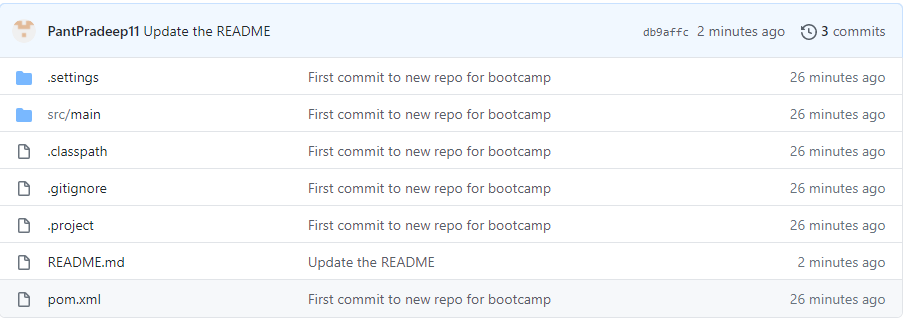 PantPradeep11 Update the README db9affc 2 minutes ago 3 commits
.settings First commit to new repo for bootcamp 26 minutes ago
src/main First commit to new repo for bootcamp 26 minutes ago
.classpath First commit to new repo for bootcamp 26 minutes ago
.gitignore First commit to new repo for bootcamp 26 minutes ago
.project First commit to new repo for bootcamp 26 minutes ago
README.md Update the README 2 minutes ago
pom.xml First commit to new repo for bootcamp 26 minutes ago